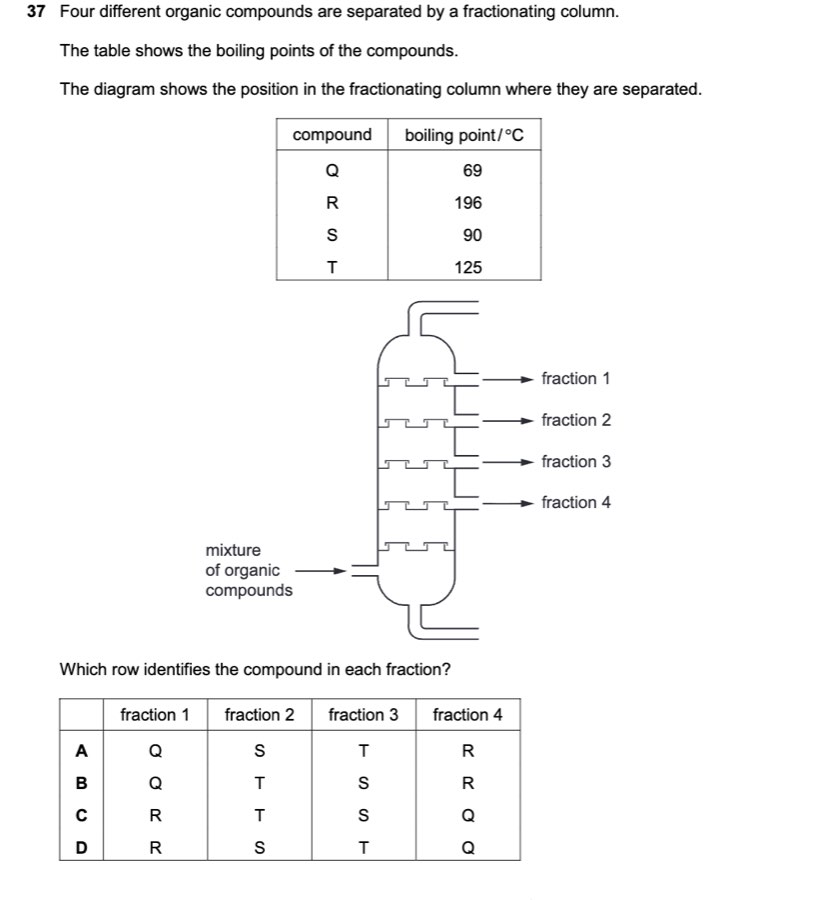 37 Four different organic compounds are separated by a fractionating column.
The table shows the boiling points of the compounds.
The diagram shows the position in the fractionating column where they are separated.
compound boiling point / °C
Q 69
R 196
S 90
T 125
fraction 1
fraction 2
fraction 3
fraction 4
mixture
of organic
compounds
Which row identifies the compound in each fraction?
fraction 1 fraction 2 fraction 3 fraction 4
A Q S T R
B Q T S R
C R T S Q
D R S T Q